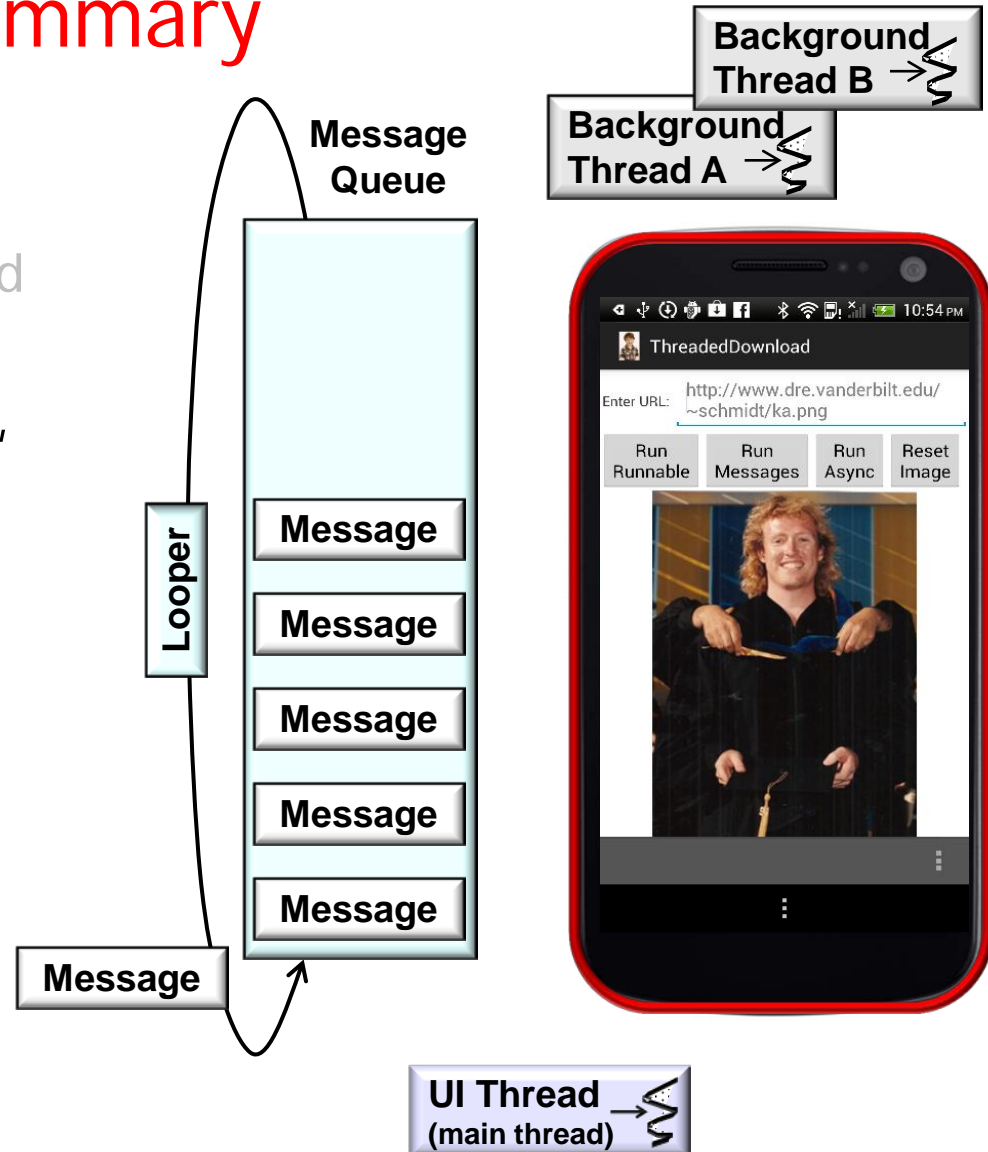 mmary
Message
Queue
Background
Thread B
Background
Thread A
d
Looper
Message
Message
Message
Message
Message
Message
10:54 PM
ThreadedDownload
Enter URL:
http://www.dre.vanderbilt.edu/
~schmidt/ka.png
Run
Runnable
Run
Messages
Run
Async
Reset
Image
UI Thread
(main thread)